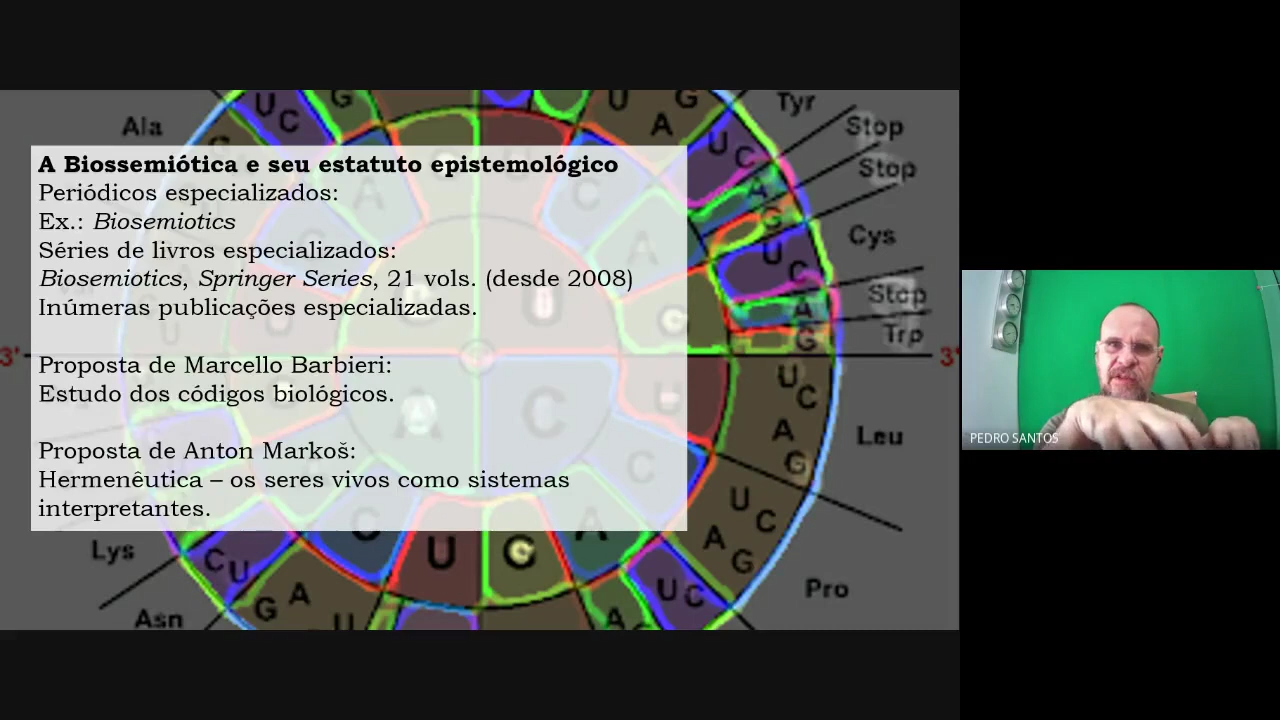 A Biossemiótica e seu estatuto epistemológico
Periódicos especializados:
Ex.: Biosemiotics
Séries de livros especializados:
Biosemiotics, Springer Series, 21 vols. (desde 2008)
Inúmeras publicações especializadas.
Proposta de Marcello Barbieri:
Estudo dos códigos biológicos.
Proposta de Anton Markoš:
Hermenêutica – os seres vivos como sistemas
interpretantes.
Ala
Tyr
Stop
Stop
Cys
Stop
Trp
3'
3'
Leu
Pro
Lys
Asn
U C
G
U G
A
U C
A
G
U C
A
G
U C
A
G
U C
A G
U C
A
C U
G A
U
C U G A
PEDRO SANTOS